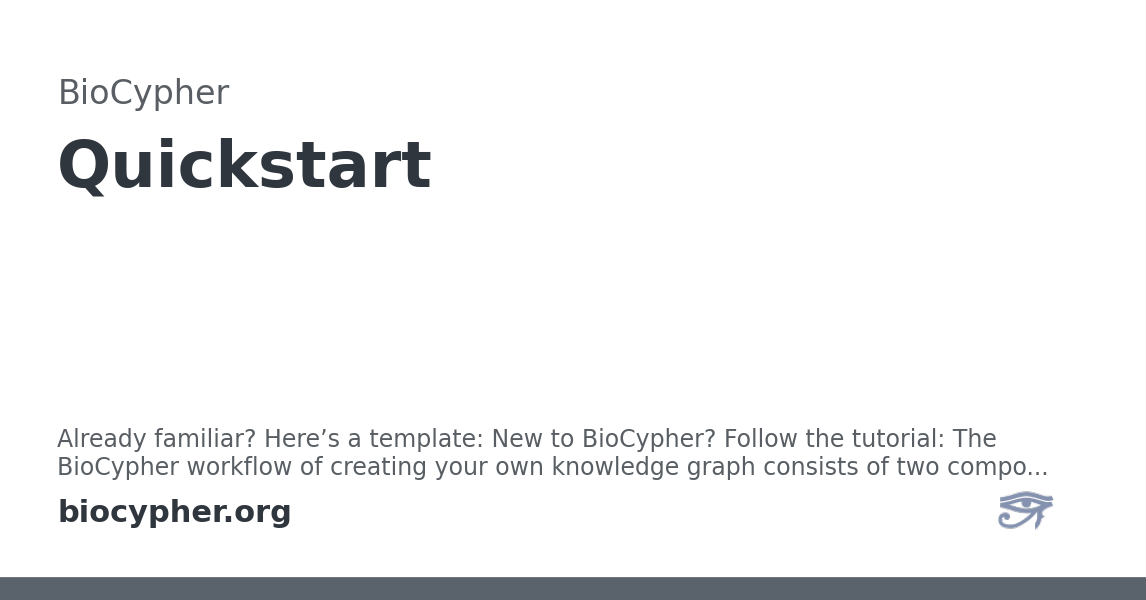 BioCypher
Quickstart
Already familiar? Here’s a template: New to BioCypher? Follow the tutorial: The
BioCypher workflow of creating your own knowledge graph consists of two compo...
biocypher.org